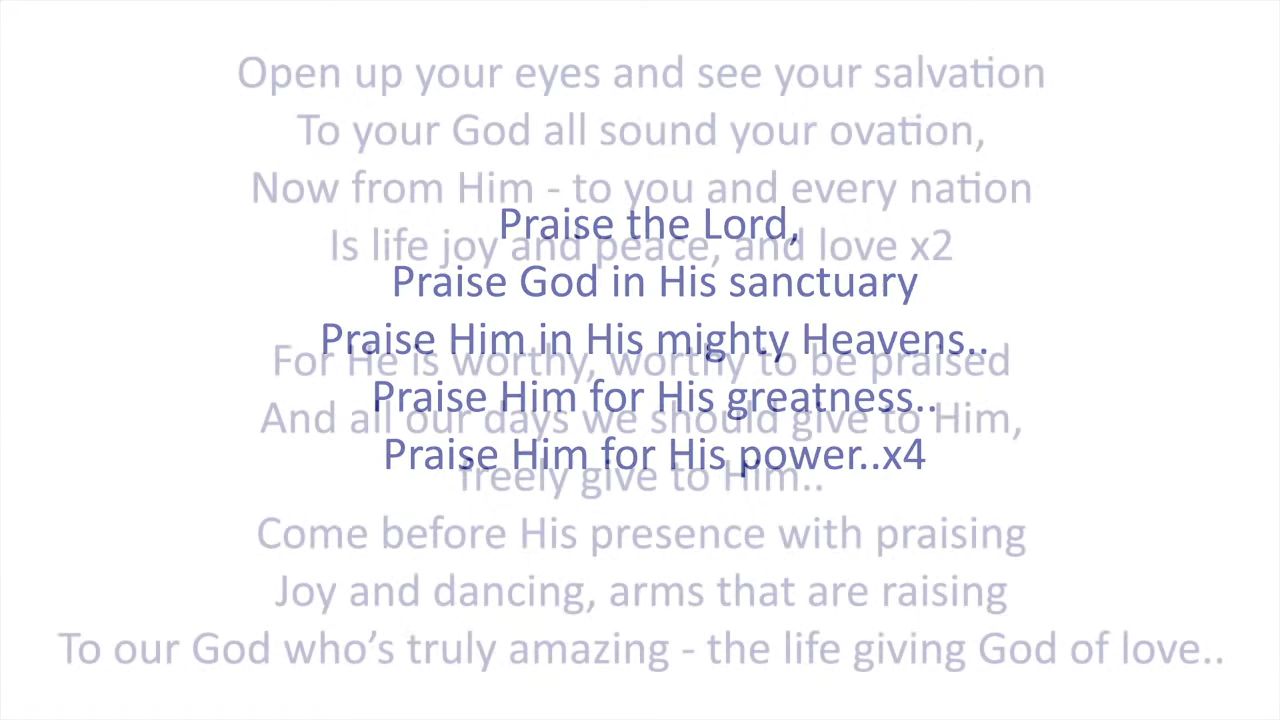 Open up your eyes and see your salvation
To your God all sound your ovation,
Now from Him - to you and every nation
Praise the Lord,
Is life joy and peace, and love x2
Praise God in His sanctuary
Praise Him in His mighty Heavens..
For He is worthy, worthy to be praised
Praise Him for His greatness..
And all our days we should give to Him,
Praise Him for His power..x4
freely give to Him..
Come before His presence with praising
Joy and dancing, arms that are raising
To our God who’s truly amazing - the life giving God of love..